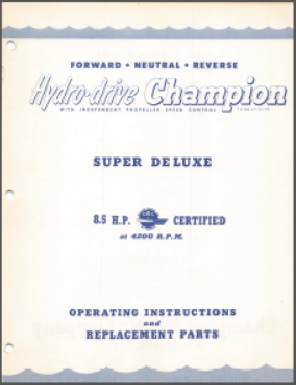 FORWARD • NEUTRAL • REVERSE
Hydro-drive Champion
WITH INDEPENDENT PROPELLER SPEED CONTROL
SUPER DELUXE
8.5 H.P. OBC CERTIFIED
at 4200 R.P.M.
OPERATING INSTRUCTIONS
and
REPLACEMENT PARTS